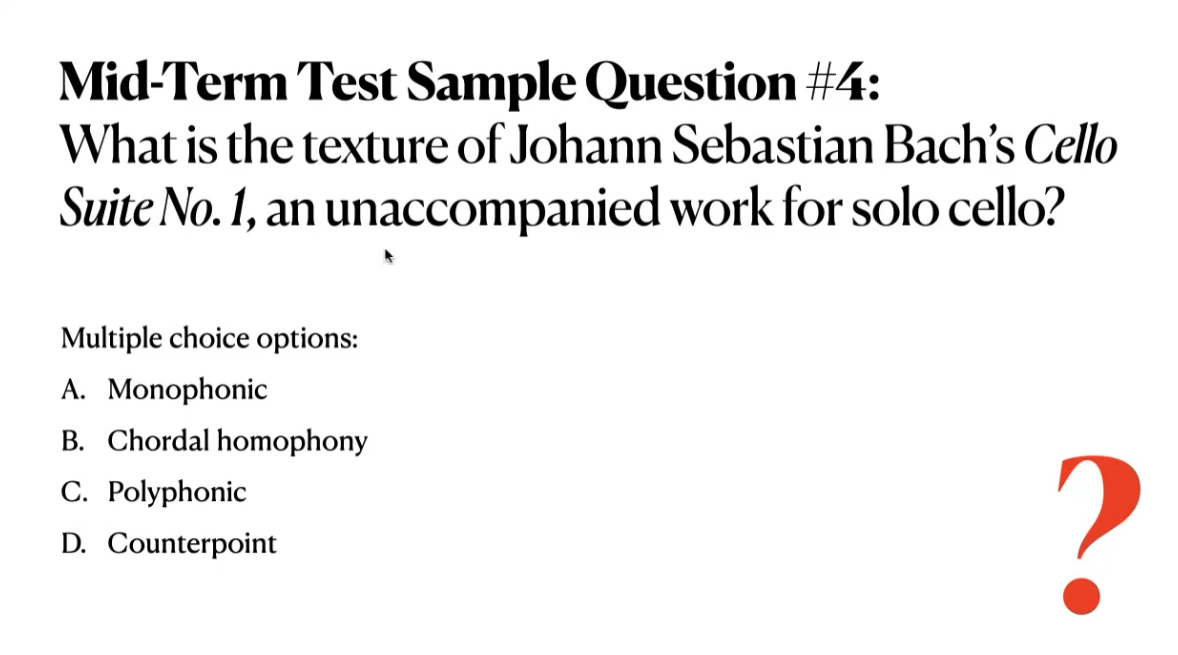 Mid-Term Test Sample Question #4:
What is the texture of Johann Sebastian Bach’s Cello
Suite No. 1, an unaccompanied work for solo cello?
Multiple choice options:
A. Monophonic
B. Chordal homophony
C. Polyphonic
D. Counterpoint
?